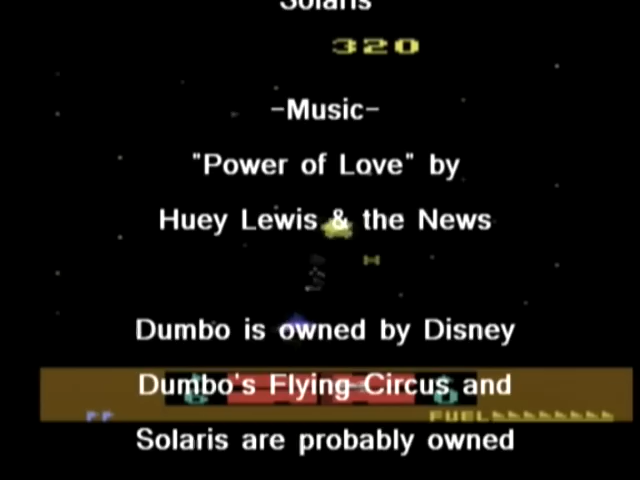 Solaris
320
-Music-
"Power of Love" by
Huey Lewis & the News
Dumbo is owned by Disney
Dumbo's Flying Circus and
FUEL
Solaris are probably owned